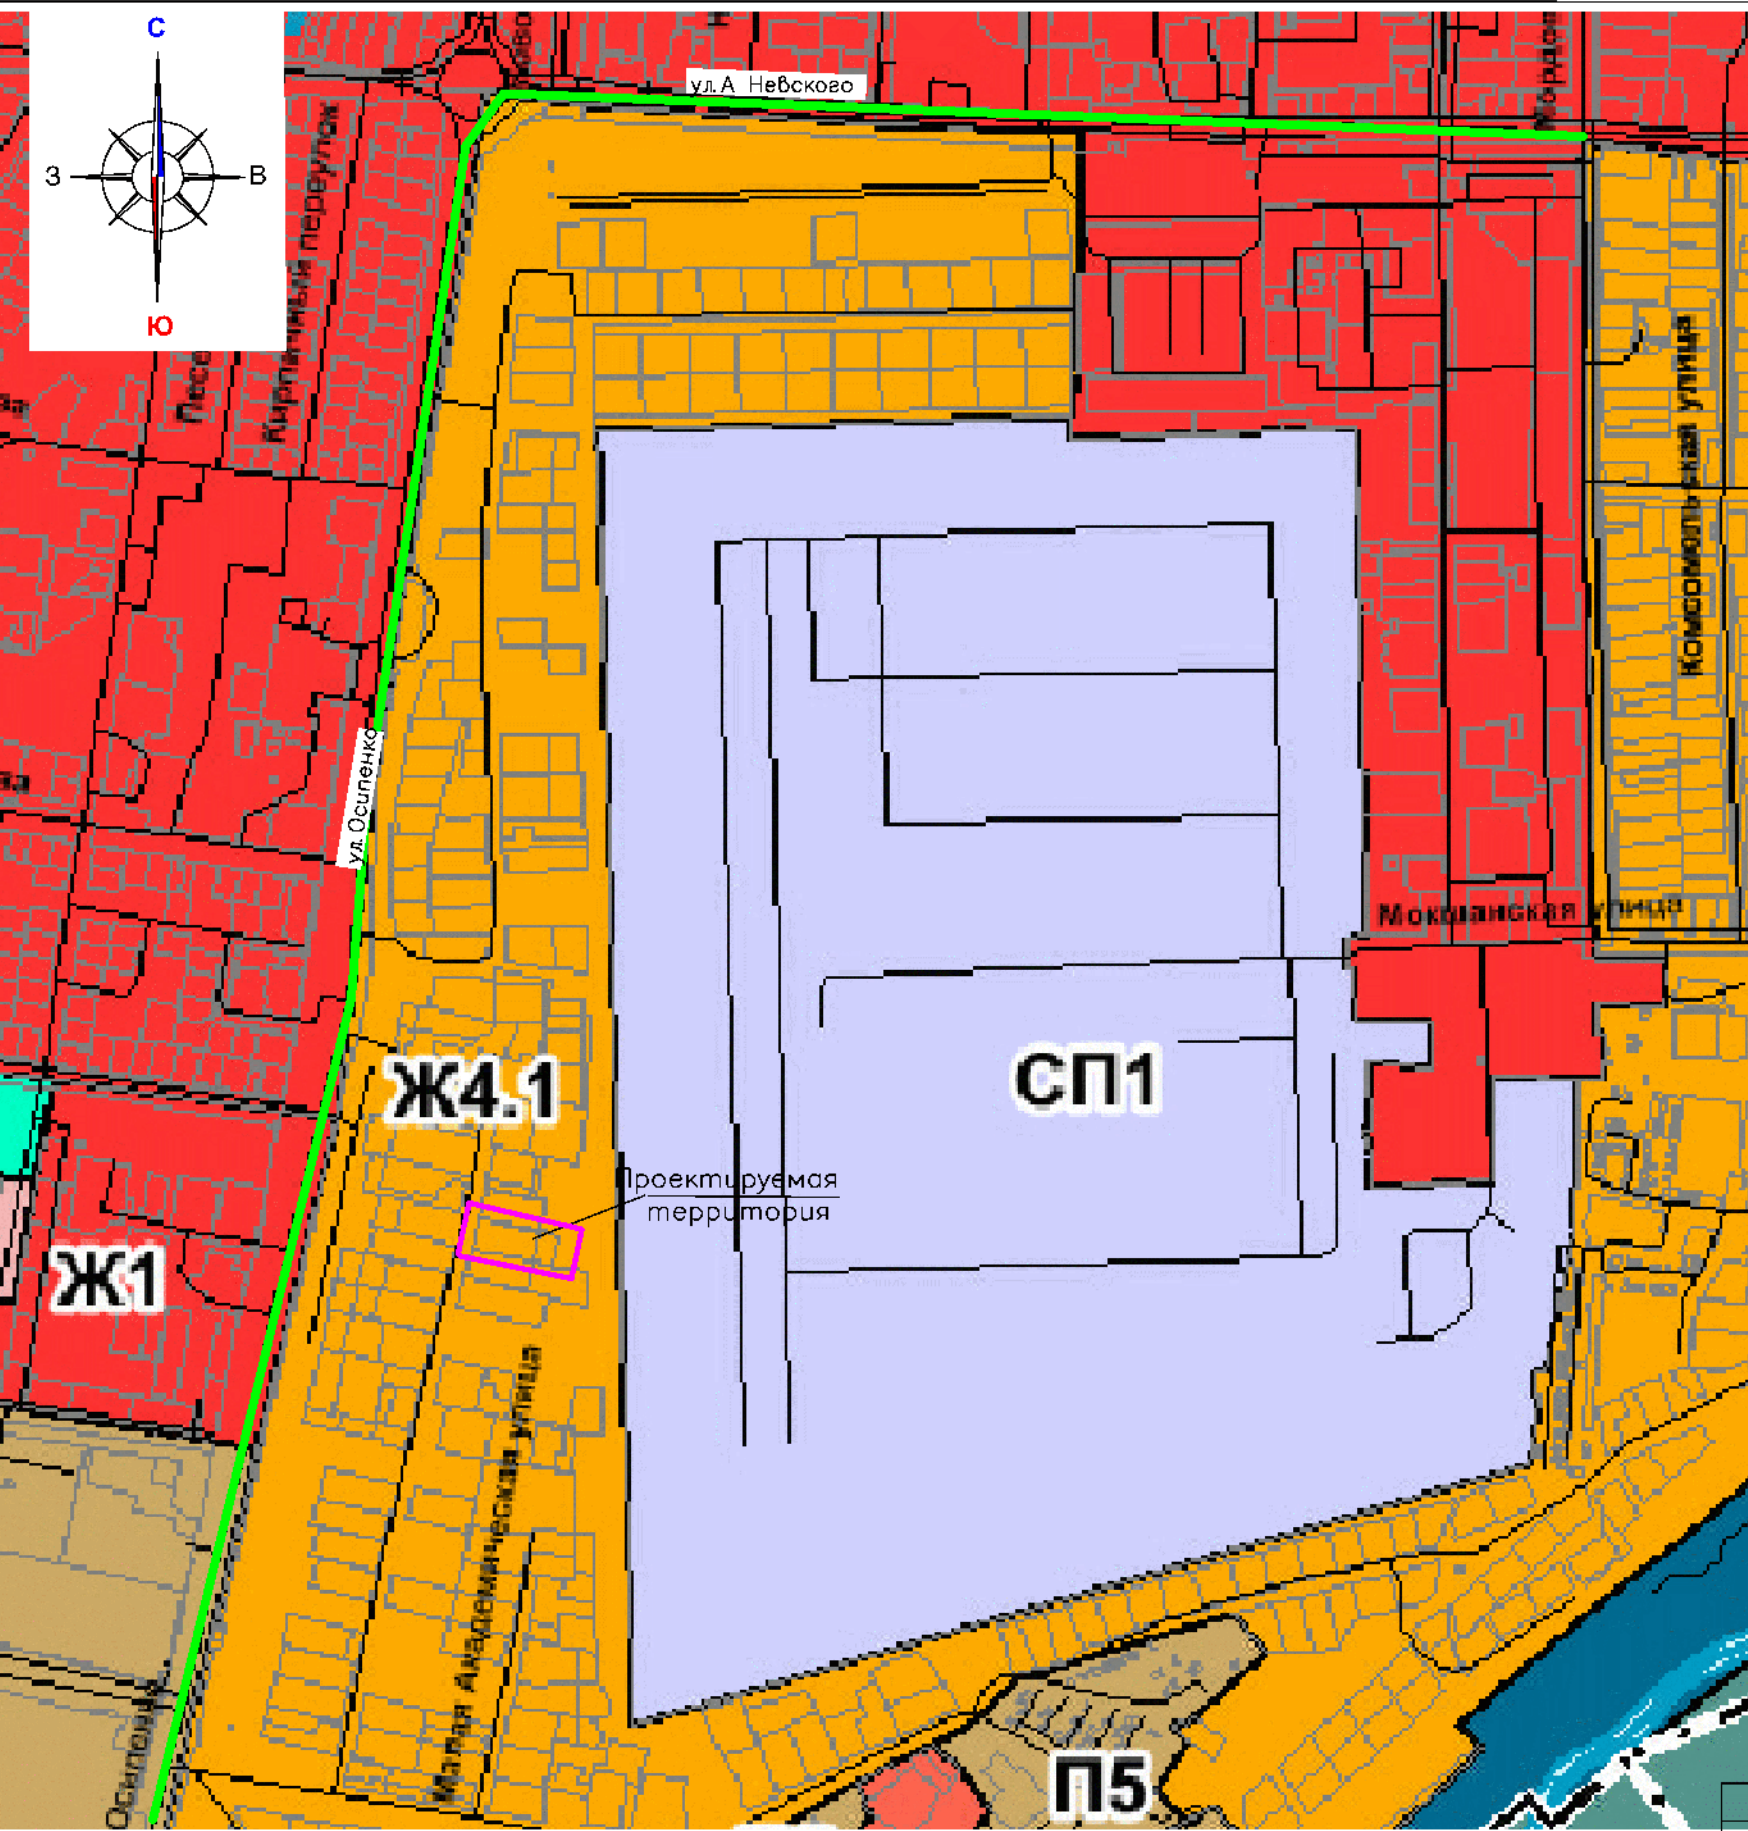 С
З
В
Ю
ул.А Невского
Кирпичный переулок
Комсомольская улица
ул. Осипенко
Мокшанская улица
Ж4.1
СП1
Проектируемая
территория
Ж1
Малая Академическая улица
П5